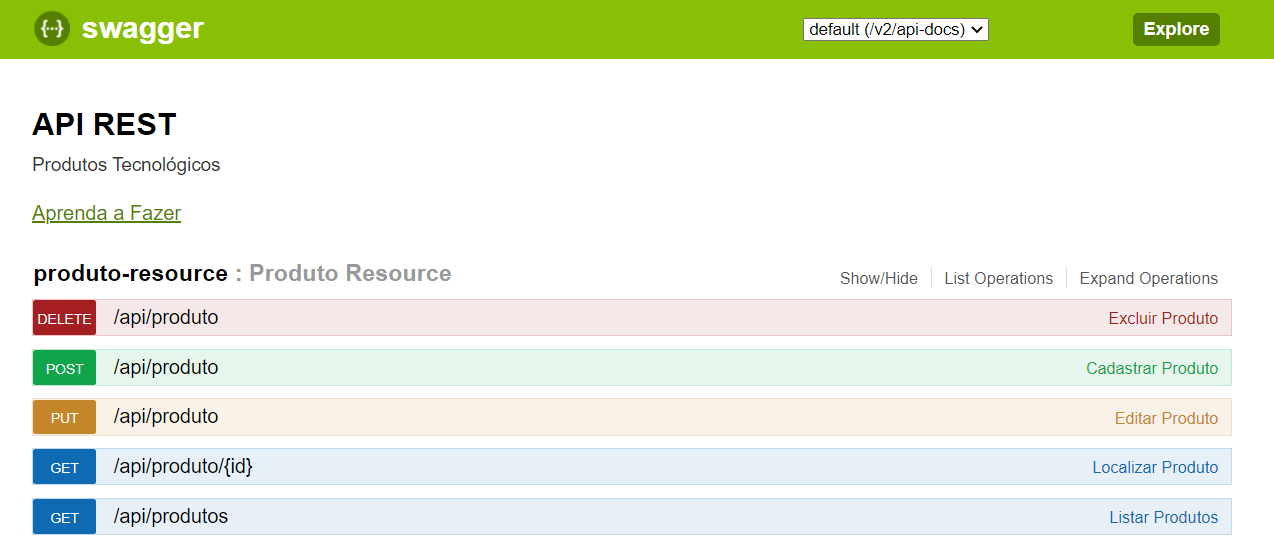 {···} swagger default (/v2/api-docs) Explore
API REST
Produtos Tecnológicos
Aprenda a Fazer
produto-resource : Produto Resource Show/Hide List Operations Expand Operations
DELETE /api/produto Excluir Produto
POST /api/produto Cadastrar Produto
PUT /api/produto Editar Produto
GET /api/produto/{id} Localizar Produto
GET /api/produtos Listar Produtos